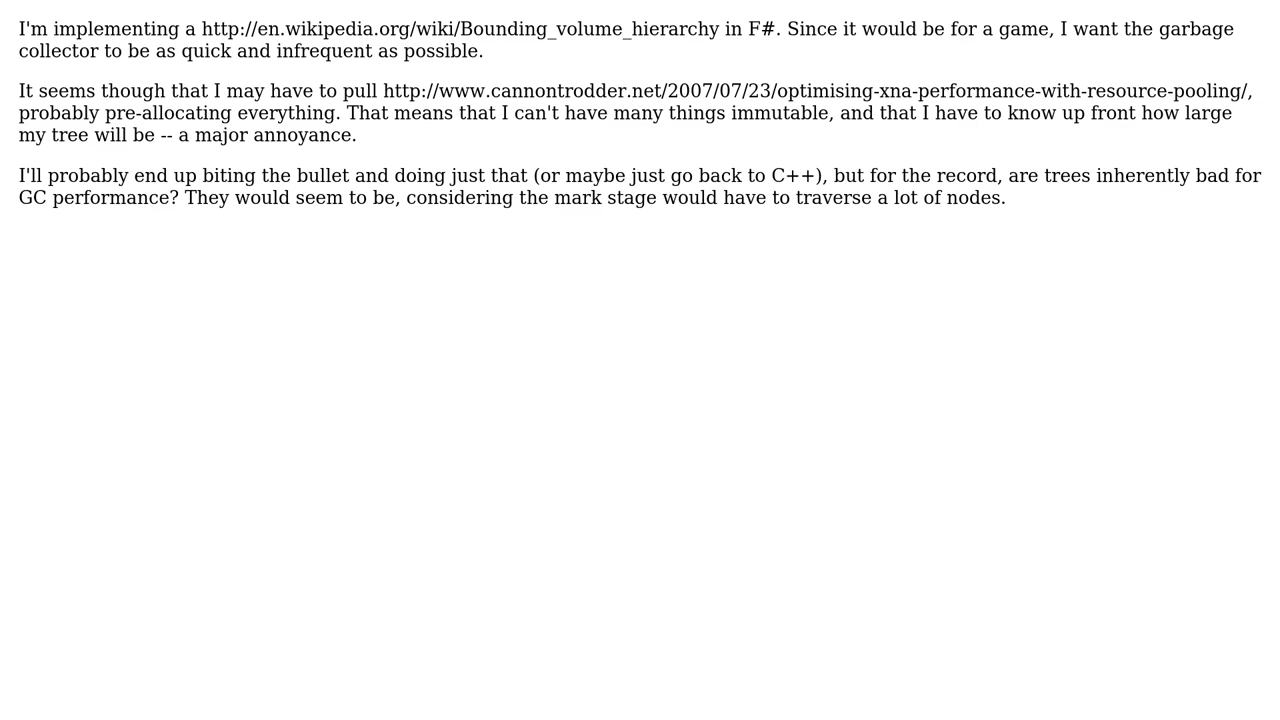 I'm implementing a http://en.wikipedia.org/wiki/Bounding_volume_hierarchy in F#. Since it would be for a game, I want the garbage
collector to be as quick and infrequent as possible.
It seems though that I may have to pull http://www.cannontrodder.net/2007/07/23/optimising-xna-performance-with-resource-pooling/,
probably pre-allocating everything. That means that I can't have many things immutable, and that I have to know up front how large
my tree will be -- a major annoyance.
I'll probably end up biting the bullet and doing just that (or maybe just go back to C++), but for the record, are trees inherently bad for
GC performance? They would seem to be, considering the mark stage would have to traverse a lot of nodes.